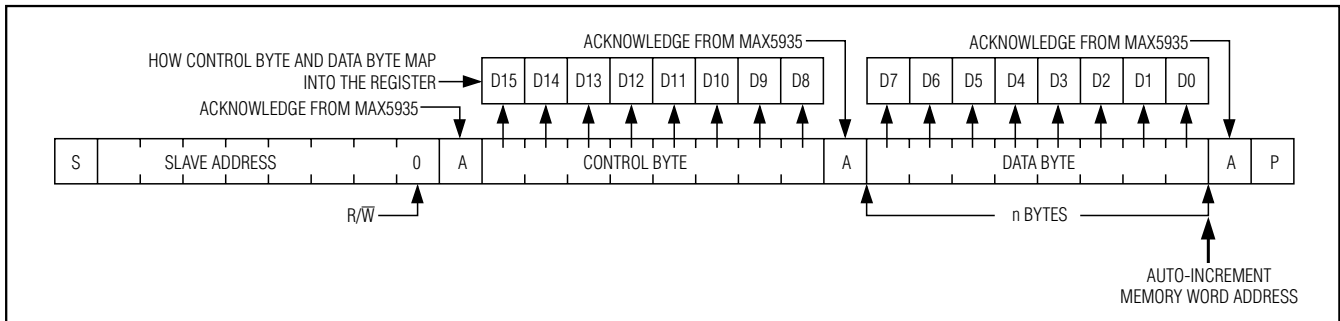 ACKNOWLEDGE FROM MAX5935 ACKNOWLEDGE FROM MAX5935
HOW CONTROL BYTE AND DATA BYTE MAP
INTO THE REGISTER
D15 D14 D13 D12 D11 D10 D9 D8 D7 D6 D5 D4 D3 D2 D1 D0
ACKNOWLEDGE FROM MAX5935
S SLAVE ADDRESS 0 A CONTROL BYTE A DATA BYTE A P
R/W̅
n BYTES
AUTO-INCREMENT
MEMORY WORD ADDRESS